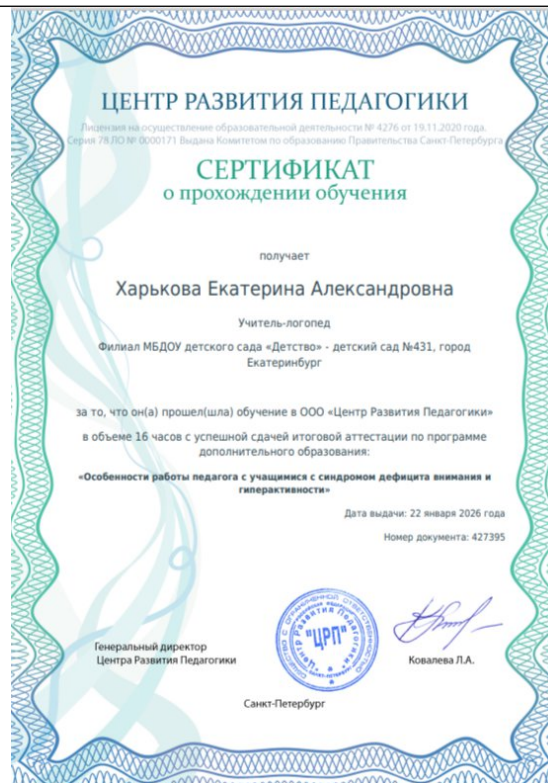 ЦЕНТР РАЗВИТИЯ ПЕДАГОГИКИ
Лицензия на осуществление образовательной деятельности № 4276 от 19.11.2020 года.
Серия 78 ЛО № 0000171 Выдана Комитетом по образованию Правительства Санкт-Петербурга
СЕРТИФИКАТ
о прохождении обучения
получает
Харькова Екатерина Александровна
Учитель-логопед
Филиал МБДОУ детского сада «Детство» - детский сад №431, город
Екатеринбург
за то, что он(а) прошел(шла) обучение в ООО «Центр Развития Педагогики»
в объеме 16 часов с успешной сдачей итоговой аттестации по программе
дополнительного образования:
«Особенности работы педагога с учащимися с синдромом дефицита внимания и
гиперактивности»
Дата выдачи: 22 января 2026 года
Номер документа: 427395
Генеральный директор
Центра Развития Педагогики
"ЦРП"
Центр Развития Педагогики
Ковалева Л.А.
Санкт-Петербург